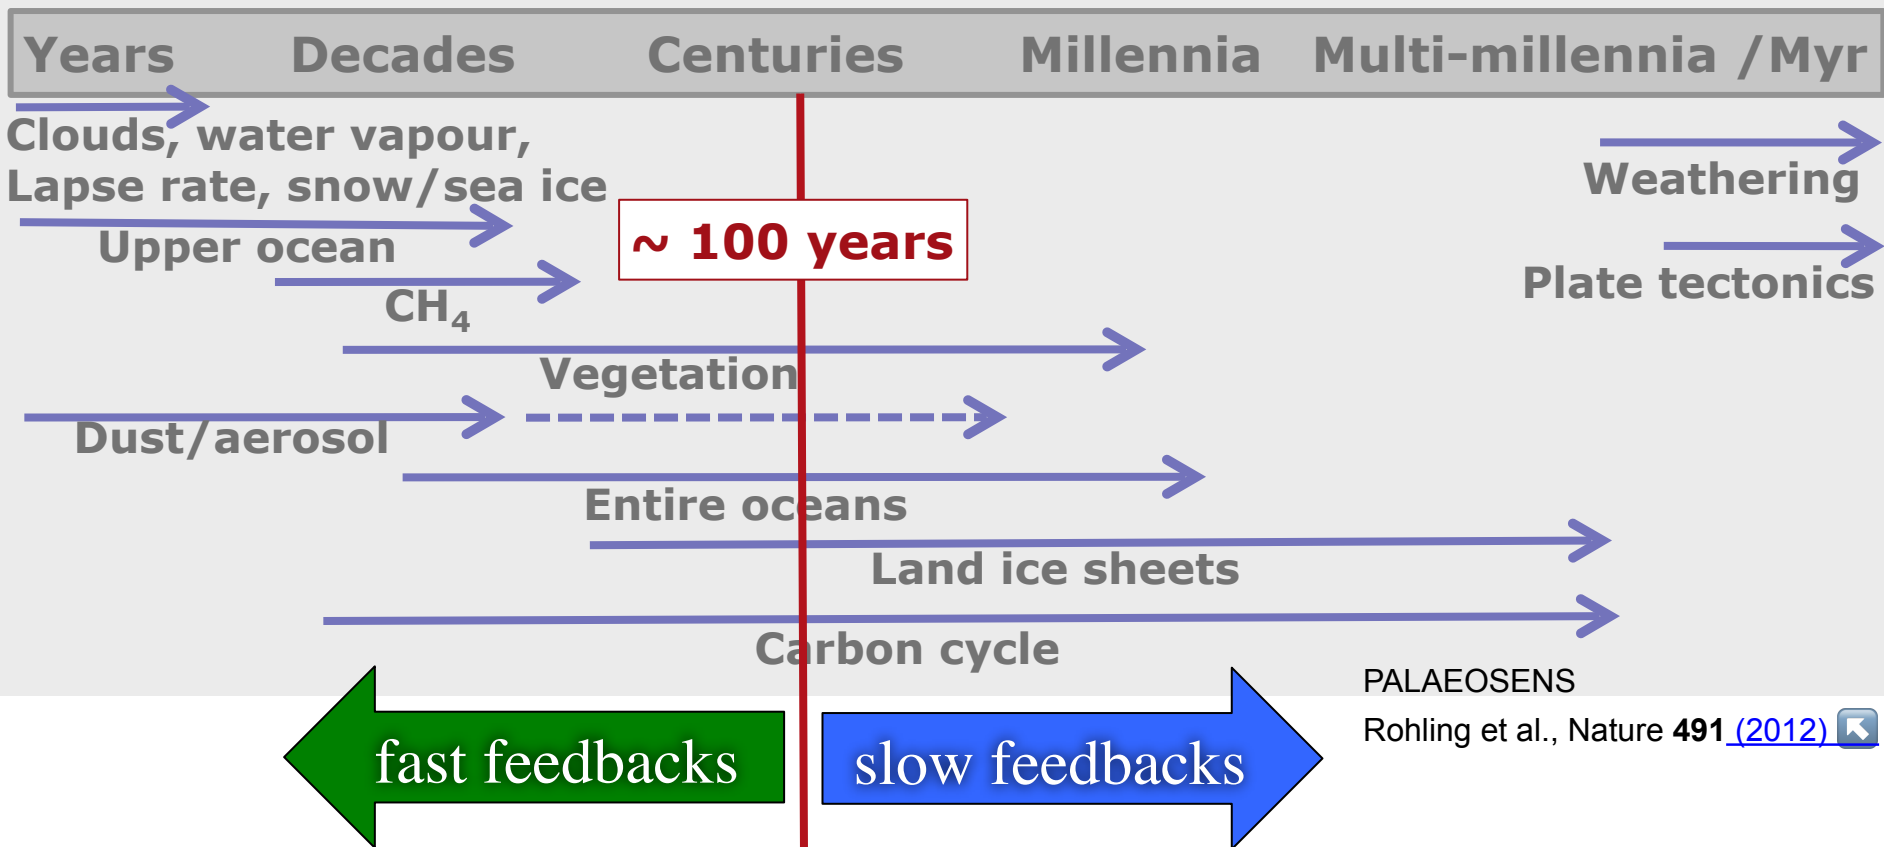 Years Decades Centuries Millennia Multi-millennia /Myr
Clouds, water vapour,
Lapse rate, snow/sea ice
Weathering
~ 100 years
Upper ocean
Plate tectonics
CH₄
Vegetation
Dust/aerosol
Entire oceans
Land ice sheets
Carbon cycle
PALAEOSENS
Rohling et al., Nature 491 (2012)
fast feedbacks
slow feedbacks